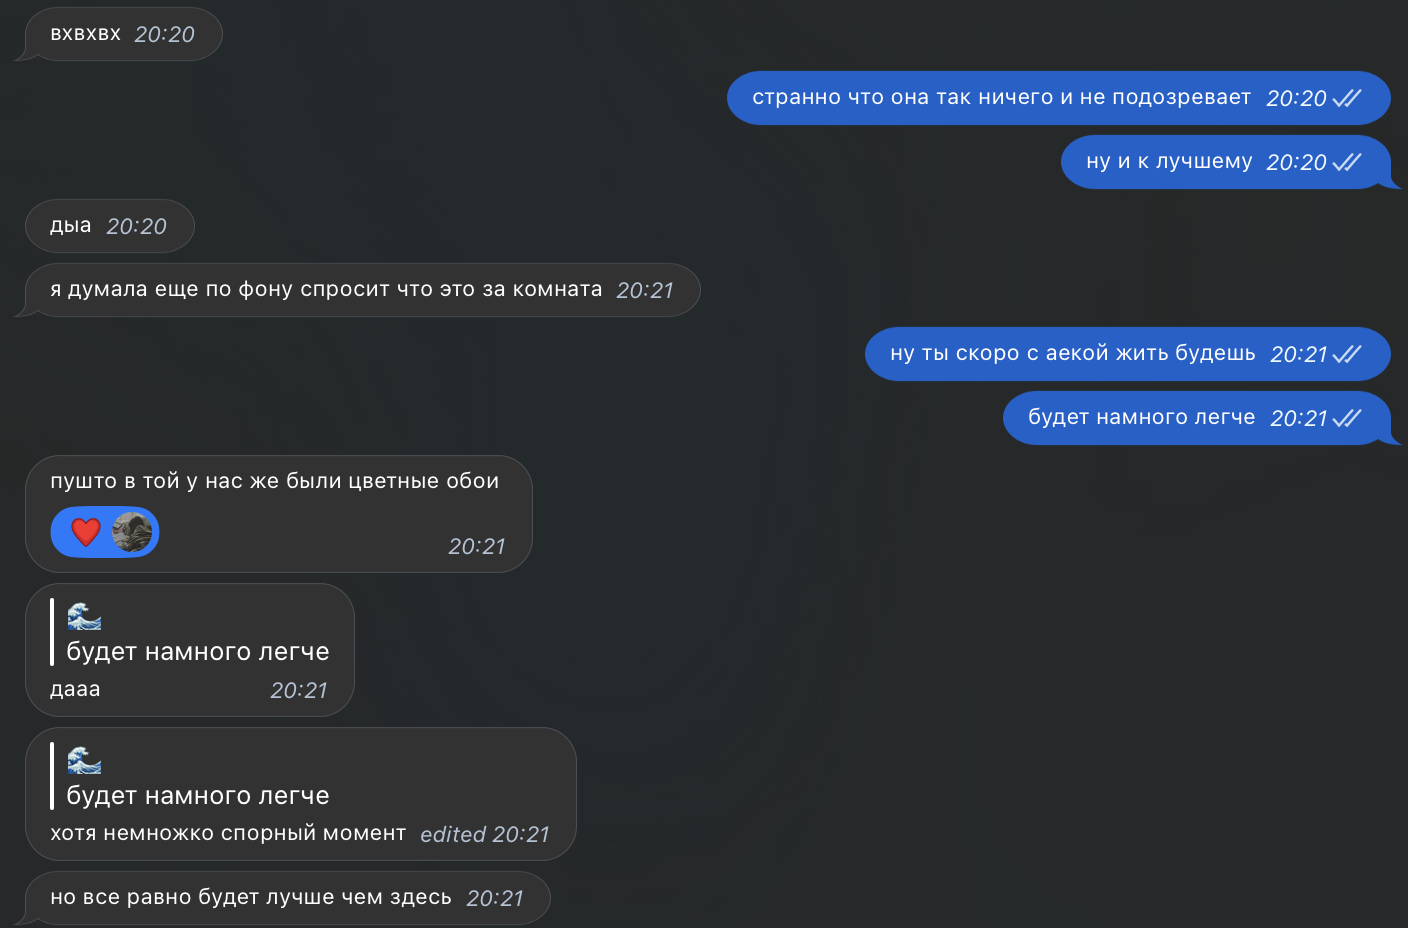 вхвхвх 20:20
странно что она так ничего и не подозревает 20:20
ну и к лучшему 20:20
дыа 20:20
я думала еще по фону спросит что это за комната 20:21
ну ты скоро с аекой жить будешь 20:21
будет намного легче 20:21
пушто в той у нас же были цветные обои
20:21
🌊
будет намного легче
дааа 20:21
🌊
будет намного легче
хотя немножко спорный момент edited 20:21
но все равно будет лучше чем здесь 20:21